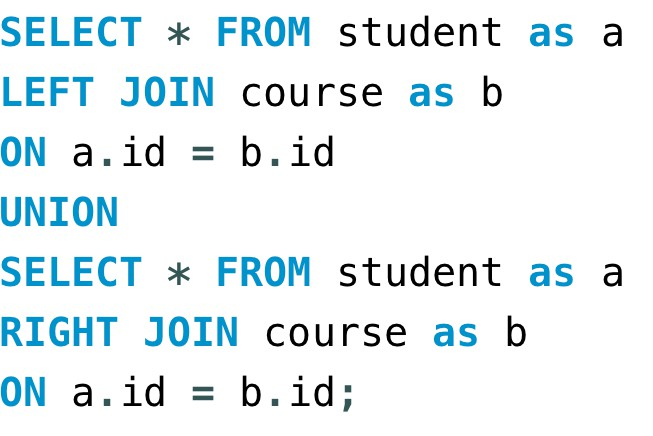 SELECT * FROM student as a
LEFT JOIN course as b
ON a.id = b.id
UNION
SELECT * FROM student as a
RIGHT JOIN course as b
ON a.id = b.id;